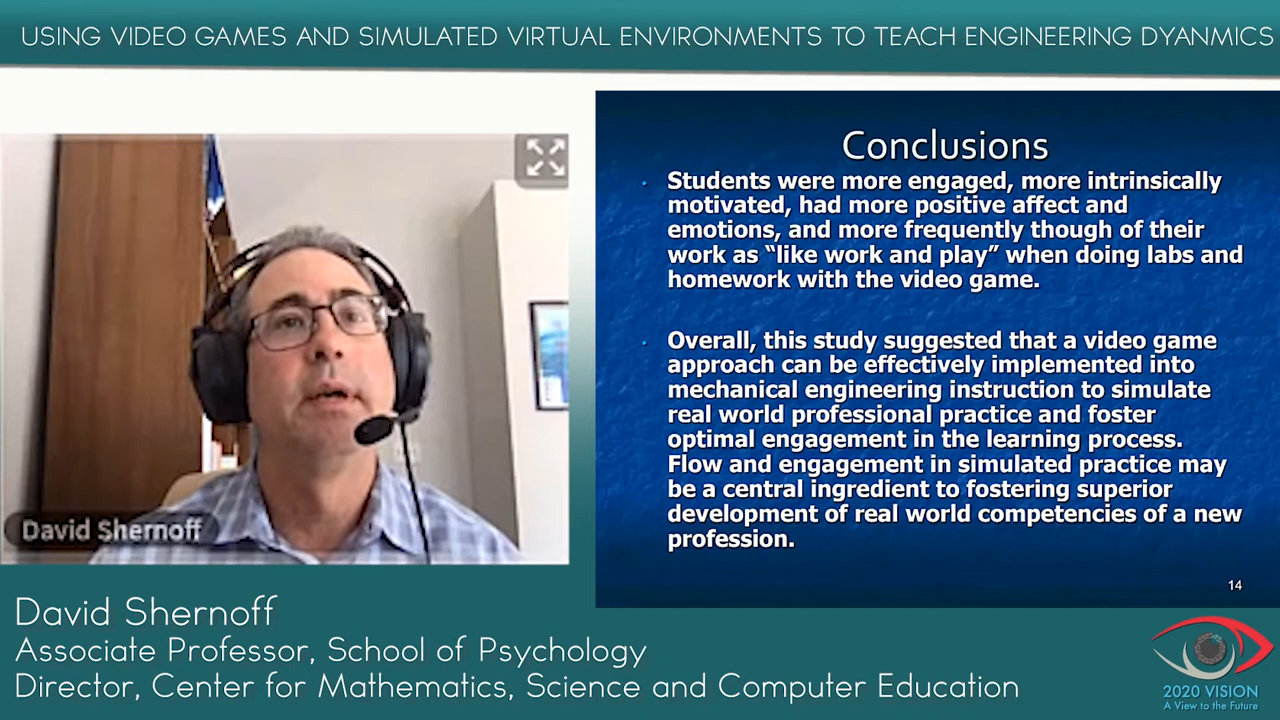 USING VIDEO GAMES AND SIMULATED VIRTUAL ENVIRONMENTS TO TEACH ENGINEERING DYANMICS
David Shernoff
Conclusions
· Students were more engaged, more intrinsically
motivated, had more positive affect and
emotions, and more frequently though of their
work as “like work and play” when doing labs and
homework with the video game.
· Overall, this study suggested that a video game
approach can be effectively implemented into
mechanical engineering instruction to simulate
real world professional practice and foster
optimal engagement in the learning process.
Flow and engagement in simulated practice may
be a central ingredient to fostering superior
development of real world competencies of a new
profession.
14
David Shernoff
Associate Professor, School of Psychology
Director, Center for Mathematics, Science and Computer Education
2020 VISION
A View to the Future